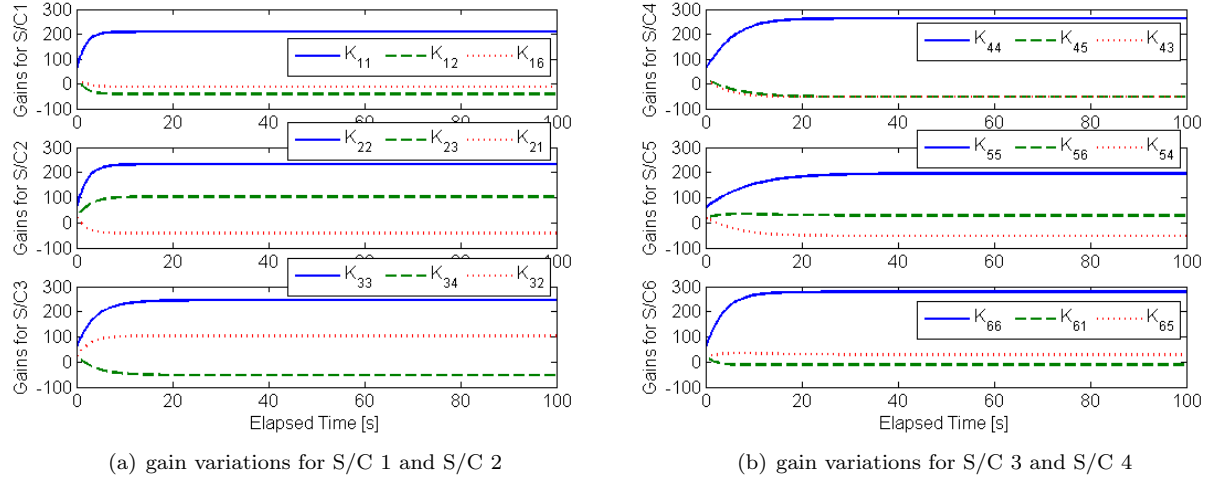 Gains for S/C1
300
200
100
0
-100
K11 K12 K16
0 20 40 60 80 100
Gains for S/C2
300
200
100
0
-100
K22 K23 K21
0 20 40 60 80 100
Gains for S/C3
300
200
100
0
-100
K33 K34 K32
0 20 40 60 80 100
Elapsed Time [s]
(a) gain variations for S/C 1 and S/C 2
Gains for S/C4
300
200
100
0
-100
K44 K45 K43
0 20 40 60 80 100
Gains for S/C5
300
200
100
0
-100
K55 K56 K54
0 20 40 60 80 100
Gains for S/C6
300
200
100
0
-100
K66 K61 K65
0 20 40 60 80 100
Elapsed Time [s]
(b) gain variations for S/C 3 and S/C 4